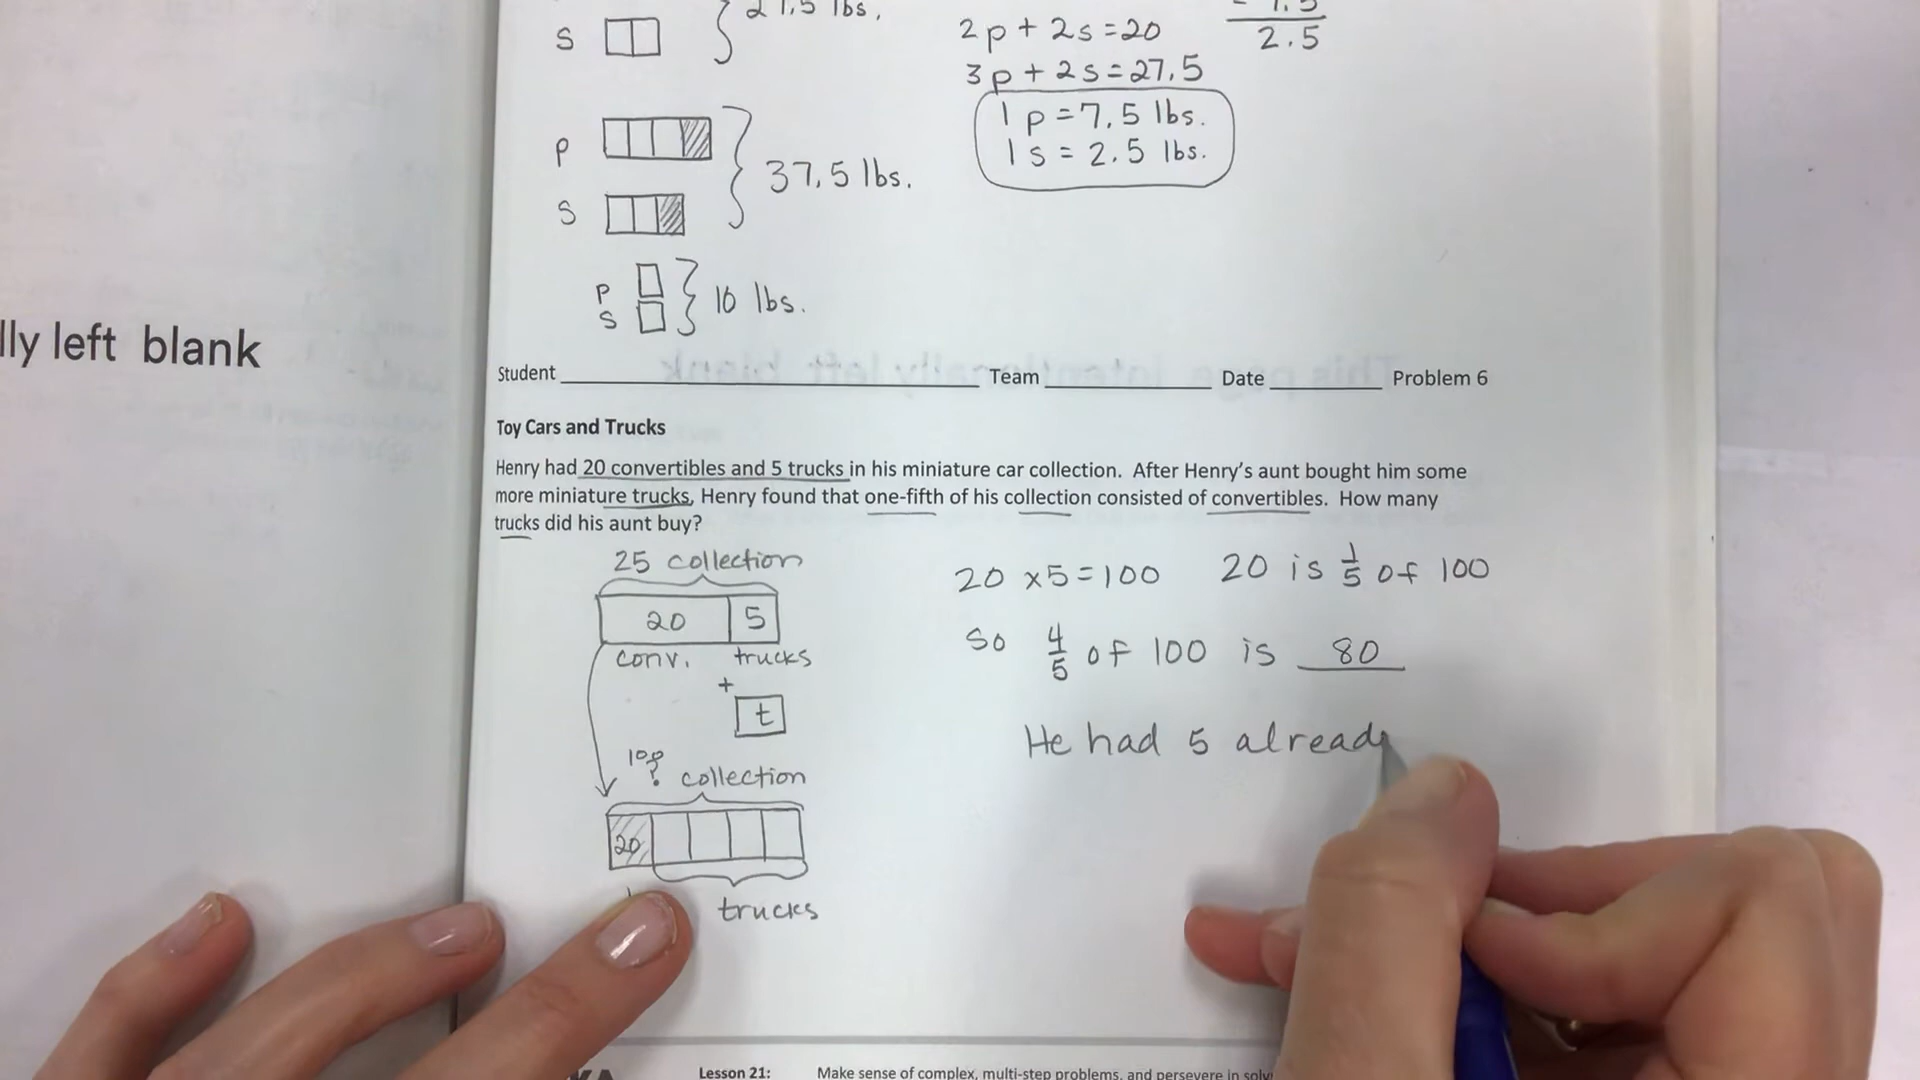 S
21.5 lbs.
2p + 2s = 20
3p + 2s = 27.5
2.5
1p = 7.5 lbs.
1s = 2.5 lbs.
p
37.5 lbs.
s
p
s
10 lbs.
lly left blank
Student Team Date Problem 6
Toy Cars and Trucks
Henry had 20 convertibles and 5 trucks in his miniature car collection. After Henry's aunt bought him some
more miniature trucks, Henry found that one-fifth of his collection consisted of convertibles. How many
trucks did his aunt buy?
25 collection
20 5
conv. trucks
+
t
100
? collection
20
trucks
20 x5=100 20 is 1/5 of 100
so 4/5 of 100 is 80
He had 5 already
Lesson 21: Make sense of complex, multi-step problems, and persevere in